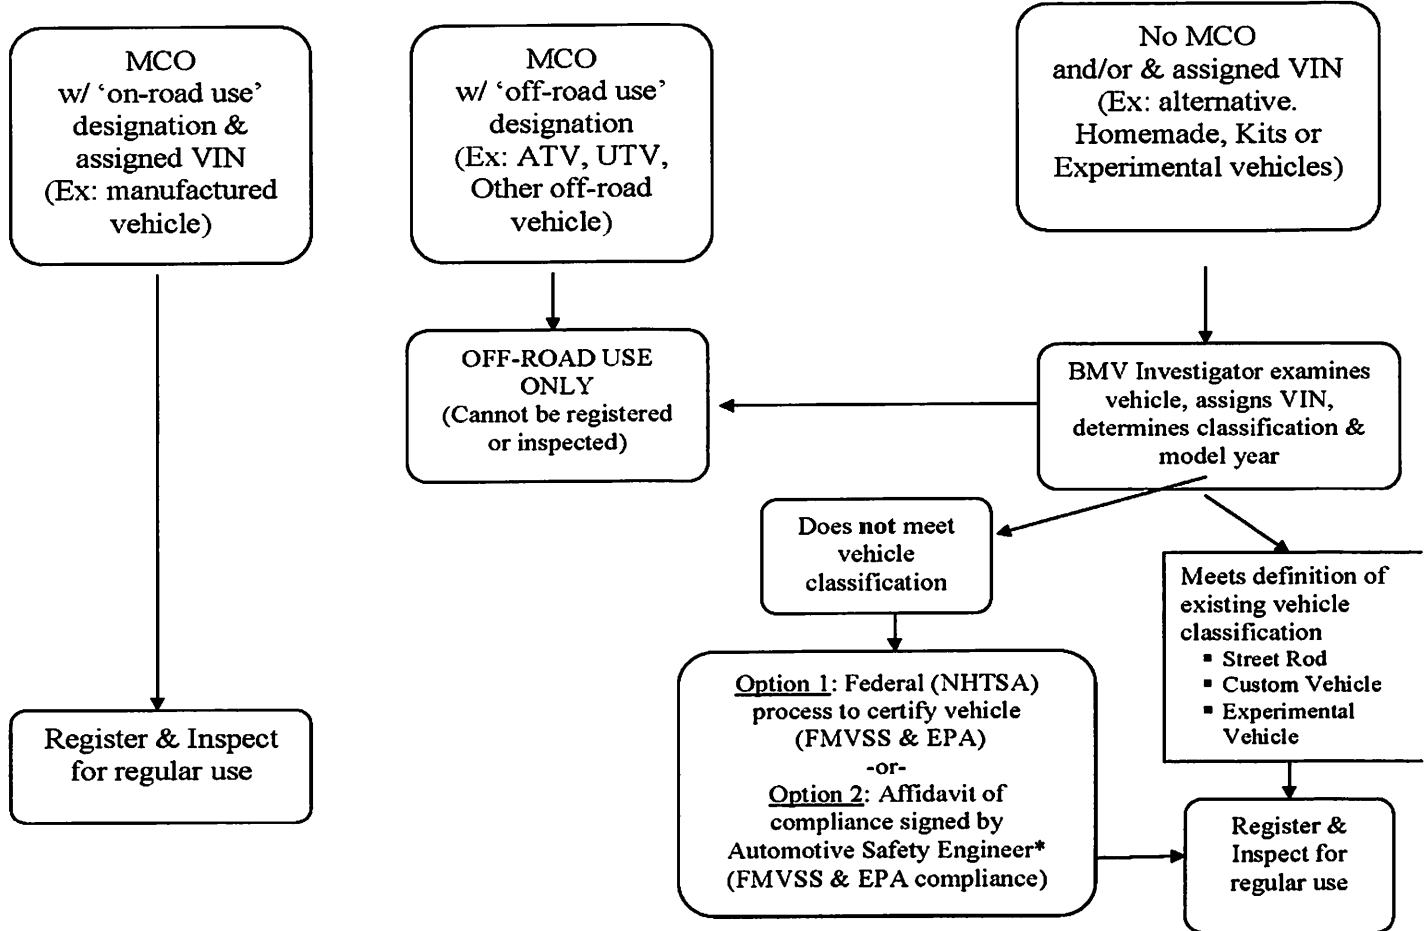 MCO
w/ ‘on-road use’
designation &
assigned VIN
(Ex: manufactured
vehicle)
MCO
w/ ‘off-road use’
designation
(Ex: ATV, UTV,
Other off-road
vehicle)
No MCO
and/or & assigned VIN
(Ex: alternative.
Homemade, Kits or
Experimental vehicles)
OFF-ROAD USE
ONLY
(Cannot be registered
or inspected)
BMV Investigator examines
vehicle, assigns VIN,
determines classification &
model year
Does not meet
vehicle
classification
Meets definition of
existing vehicle
classification
▪ Street Rod
▪ Custom Vehicle
▪ Experimental
Vehicle
Option 1: Federal (NHTSA)
process to certify vehicle
(FMVSS & EPA)
-or-
Option 2: Affidavit of
compliance signed by
Automotive Safety Engineer*
(FMVSS & EPA compliance)
Register & Inspect
for regular use
Register &
Inspect for
regular use